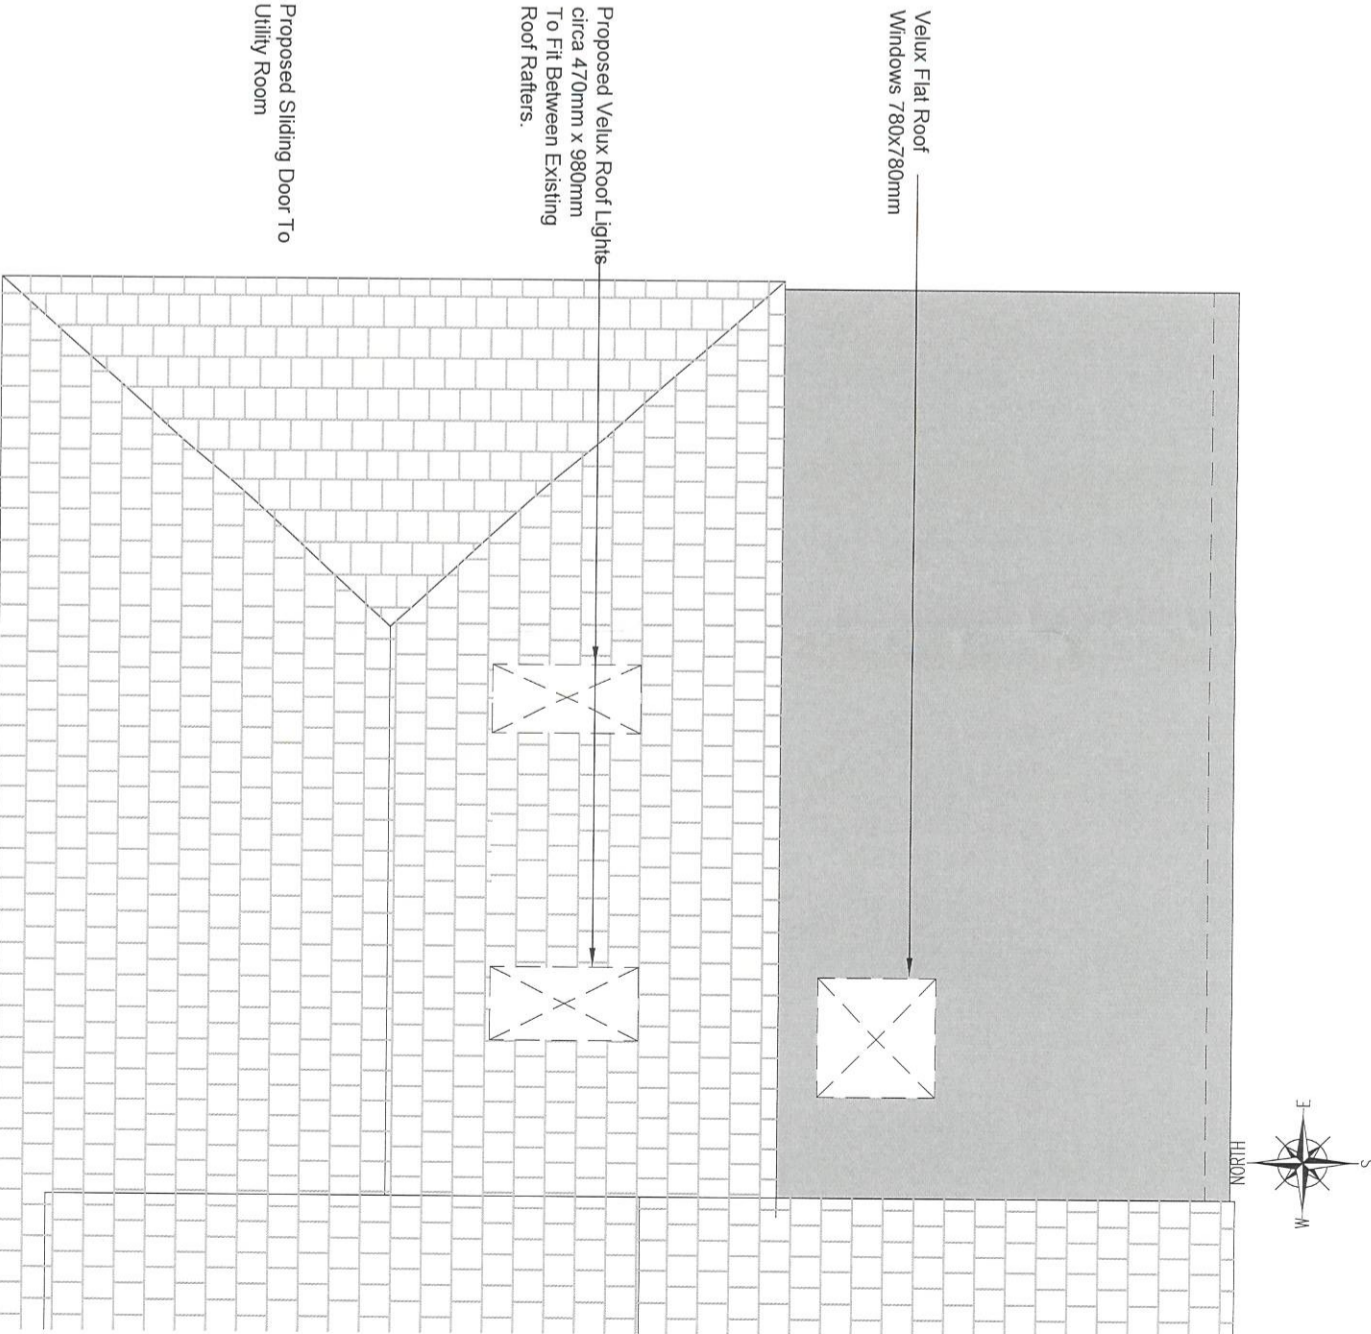 Velux Flat Roof
Windows 780x780mm
Proposed Velux Roof Lights
circa 470mm x 980mm
To Fit Between Existing
Roof Rafters.
Proposed Sliding Door To
Utility Room
E
S
NORTH
W